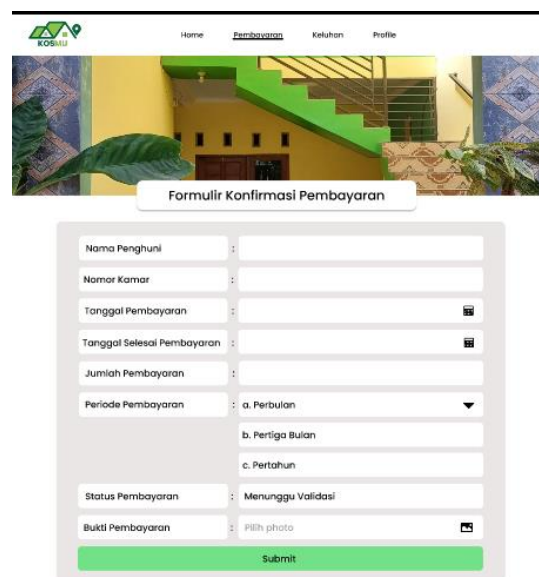 KOSMU
Home Pembayaran Keluhan Profile
Formulir Konfirmasi Pembayaran
Nama Penghuni :
Nomor Kamar :
Tanggal Pembayaran :
Tanggal Selesai Pembayaran :
Jumlah Pembayaran :
Periode Pembayaran : a. Perbulan
b. Pertiga Bulan
c. Pertahun
Status Pembayaran : Menunggu Validasi
Bukti Pembayaran : Pilih photo
Submit